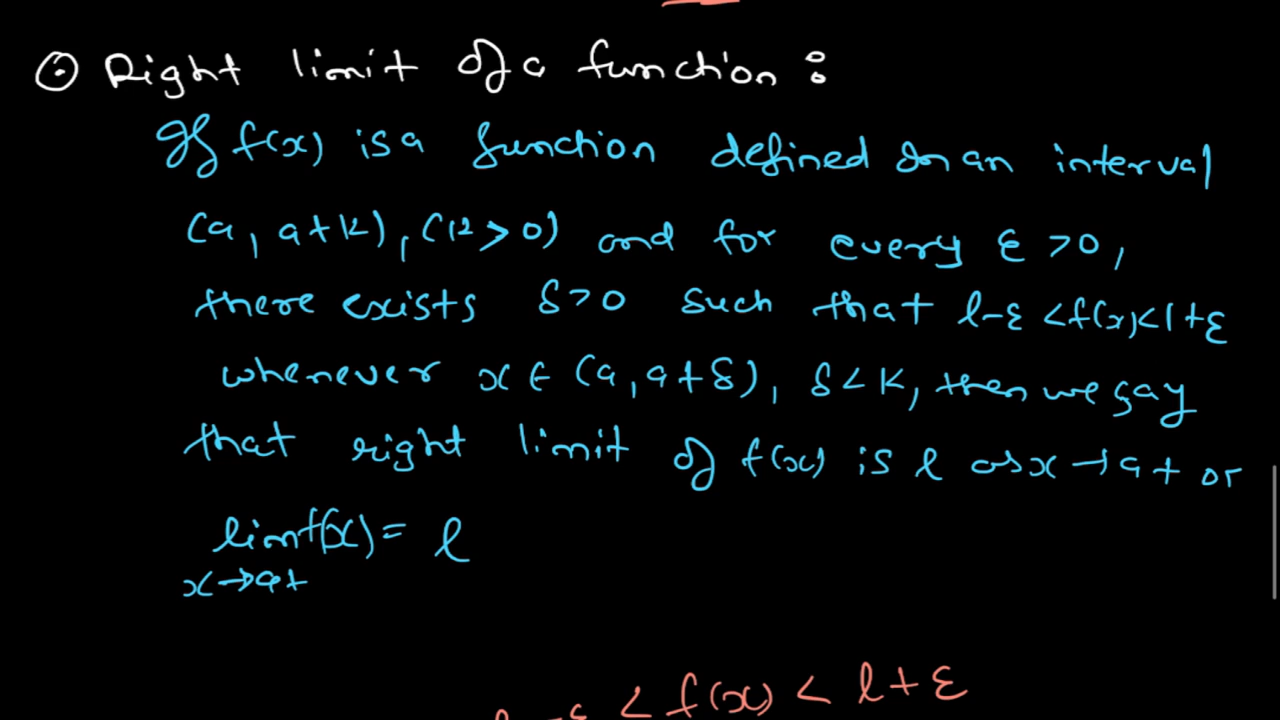 ⊙ Right limit of a function :
If f(x) is a function defined on an interval
(a, a+k), (k>0) and for every ε >0,
there exists δ>0 such that l-ε <f(x)<l+ε
whenever x ∈ (a, a+δ), δ<k, then we say
that right limit of f(x) is l as x→a+ or
lim f(x) = l
x→a+
l-ε < f(x) < l+ε